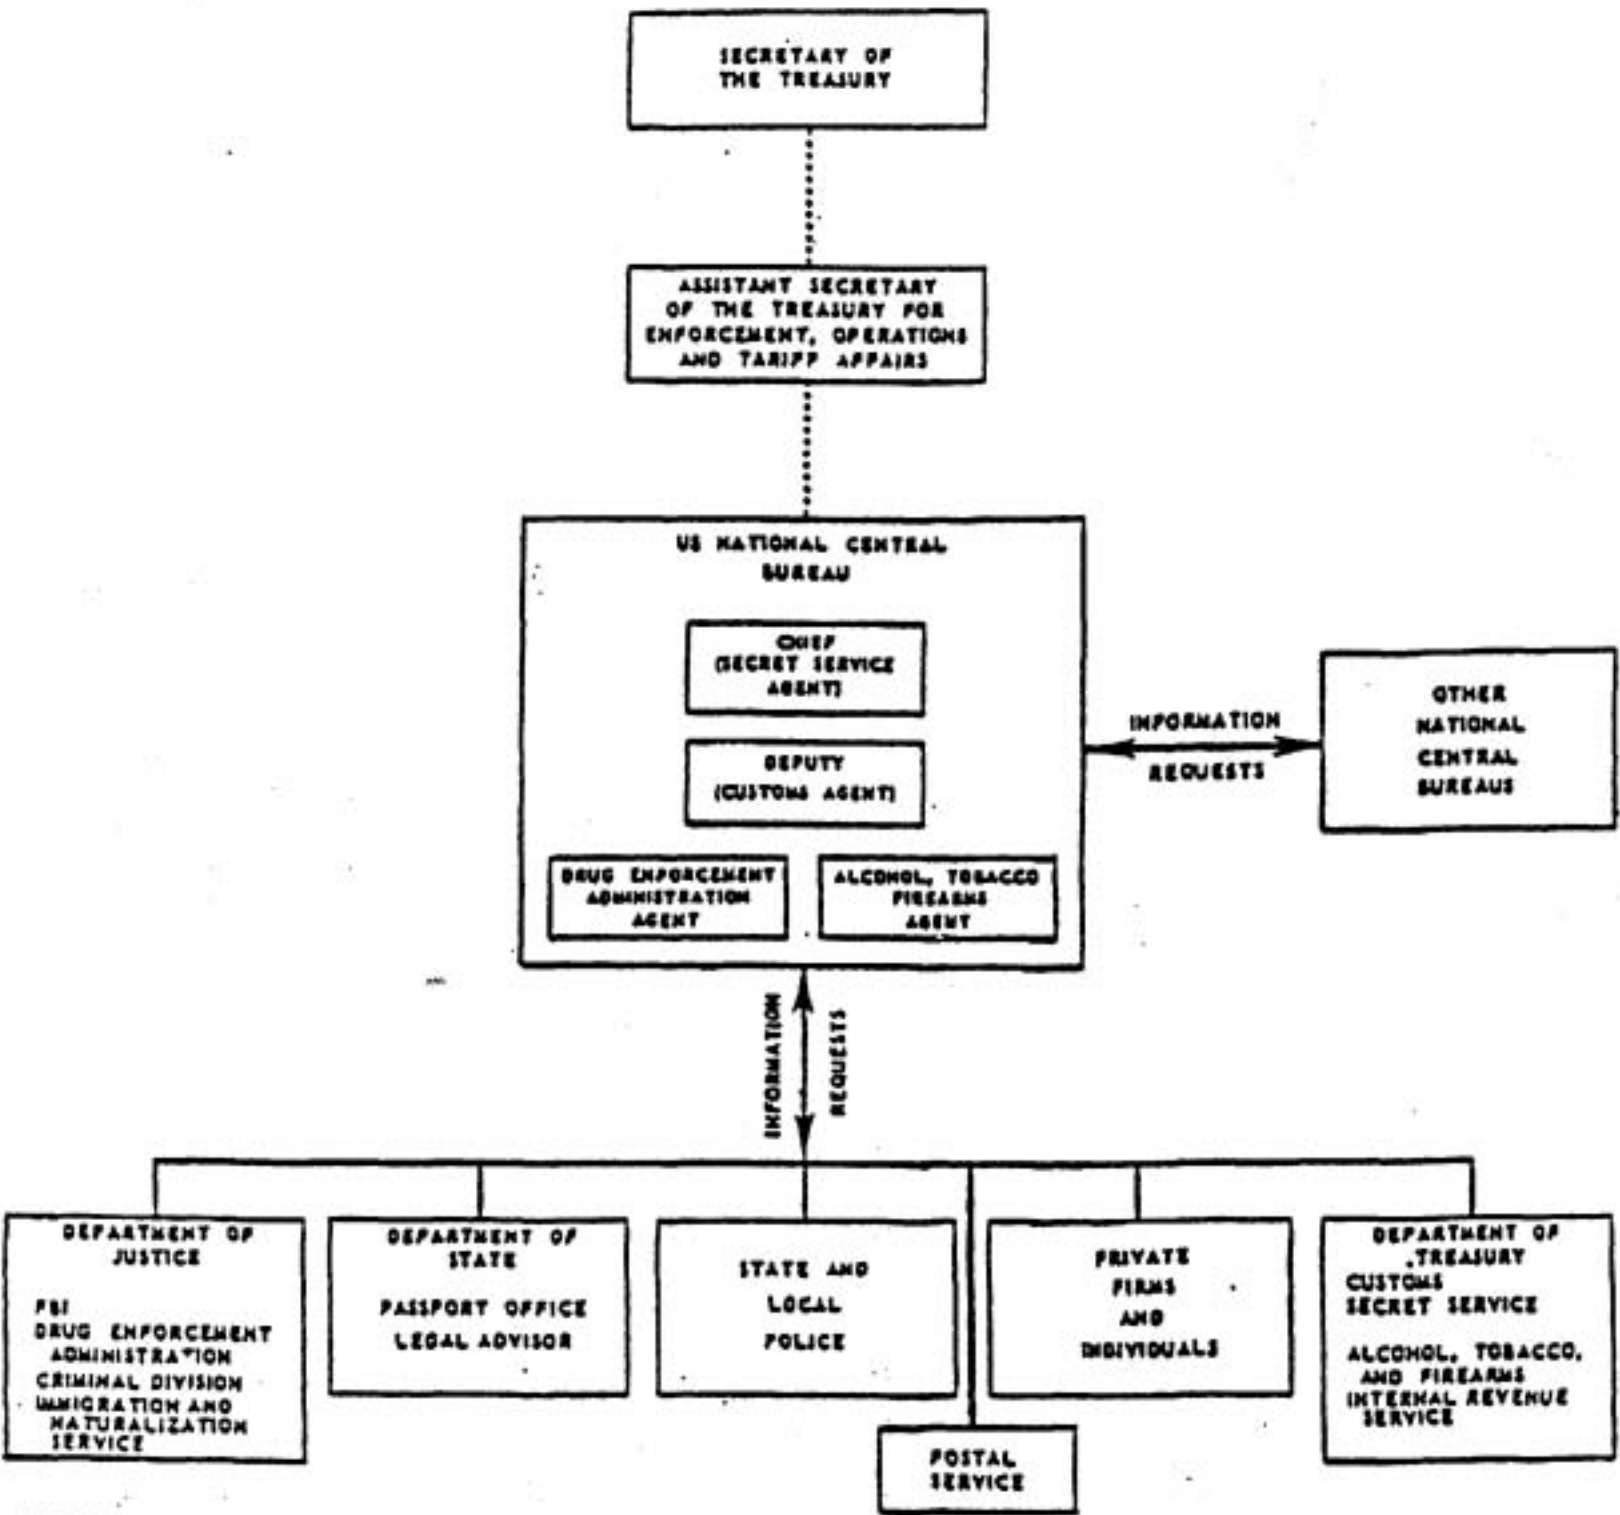 SECRETARY OF
THE TREASURY
ASSISTANT SECRETARY
OF THE TREASURY FOR
ENFORCEMENT, OPERATIONS
AND TARIFF AFFAIRS
US NATIONAL CENTRAL
BUREAU
CHIEF
(SECRET SERVICE
AGENT)
DEPUTY
(CUSTOMS AGENT)
DRUG ENFORCEMENT
ADMINISTRATION
AGENT
ALCOHOL, TOBACCO
FIREARMS
AGENT
INFORMATION
REQUESTS
OTHER
NATIONAL
CENTRAL
BUREAUS
INFORMATION
REQUESTS
DEPARTMENT OF
JUSTICE
FBI
DRUG ENFORCEMENT
ADMINISTRATION
CRIMINAL DIVISION
IMMIGRATION AND
NATURALIZATION
SERVICE
DEPARTMENT OF
STATE
PASSPORT OFFICE
LEGAL ADVISOR
STATE AND
LOCAL
POLICE
POSTAL
SERVICE
PRIVATE
FIRMS
AND
INDIVIDUALS
DEPARTMENT OF
TREASURY
CUSTOMS
SECRET SERVICE
ALCOHOL, TOBACCO,
AND FIREARMS
INTERNAL REVENUE
SERVICE